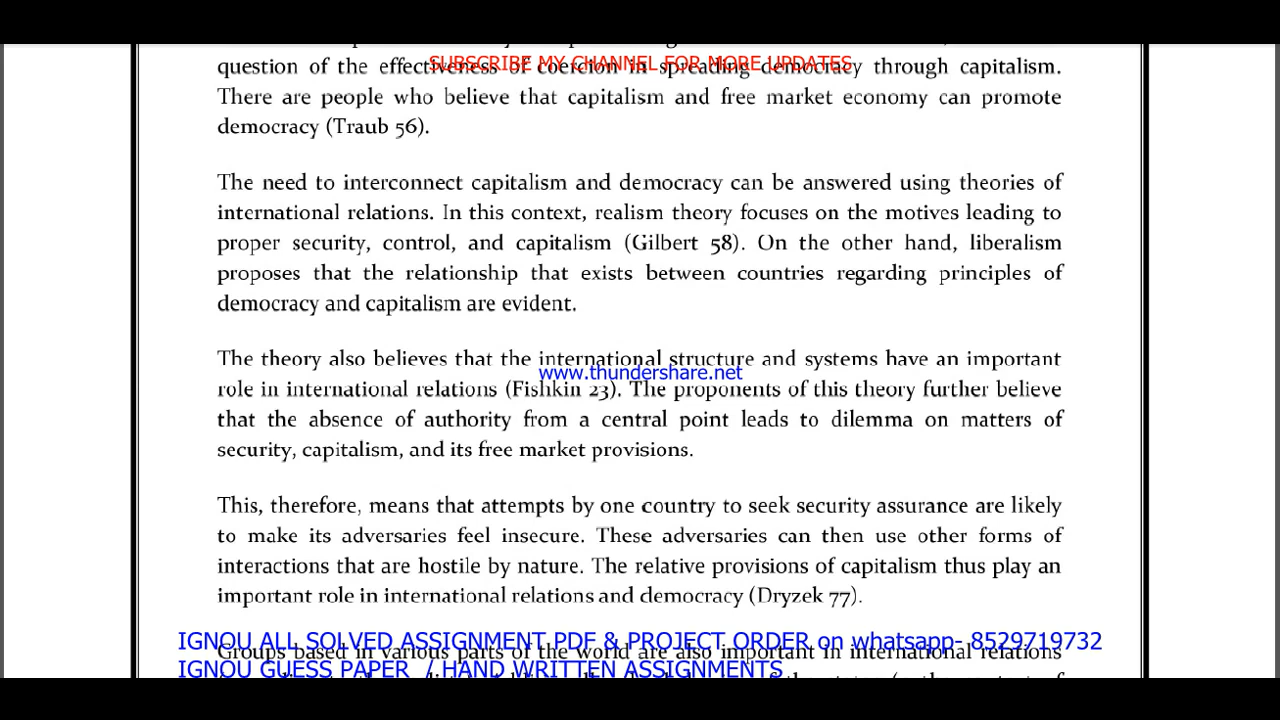 SUBSCRIBE MY CHANNEL FOR MORE UPDATES
question of the effectiveness of coercion in spreading democracy through capitalism.
There are people who believe that capitalism and free market economy can promote
democracy (Traub 56).
The need to interconnect capitalism and democracy can be answered using theories of
international relations. In this context, realism theory focuses on the motives leading to
proper security, control, and capitalism (Gilbert 58). On the other hand, liberalism
proposes that the relationship that exists between countries regarding principles of
democracy and capitalism are evident.
The theory also believes that the international structure and systems have an important
www.thundershare.net
role in international relations (Fishkin 23). The proponents of this theory further believe
that the absence of authority from a central point leads to dilemma on matters of
security, capitalism, and its free market provisions.
This, therefore, means that attempts by one country to seek security assurance are likely
to make its adversaries feel insecure. These adversaries can then use other forms of
interactions that are hostile by nature. The relative provisions of capitalism thus play an
important role in international relations and democracy (Dryzek 77).
IGNOU ALL SOLVED ASSIGNMENT PDF & PROJECT ORDER on whatsapp- 8529719732
Groups based in various parts of the world are also important in international relations
IGNOU GUESS PAPER / HAND WRITTEN ASSIGNMENTS